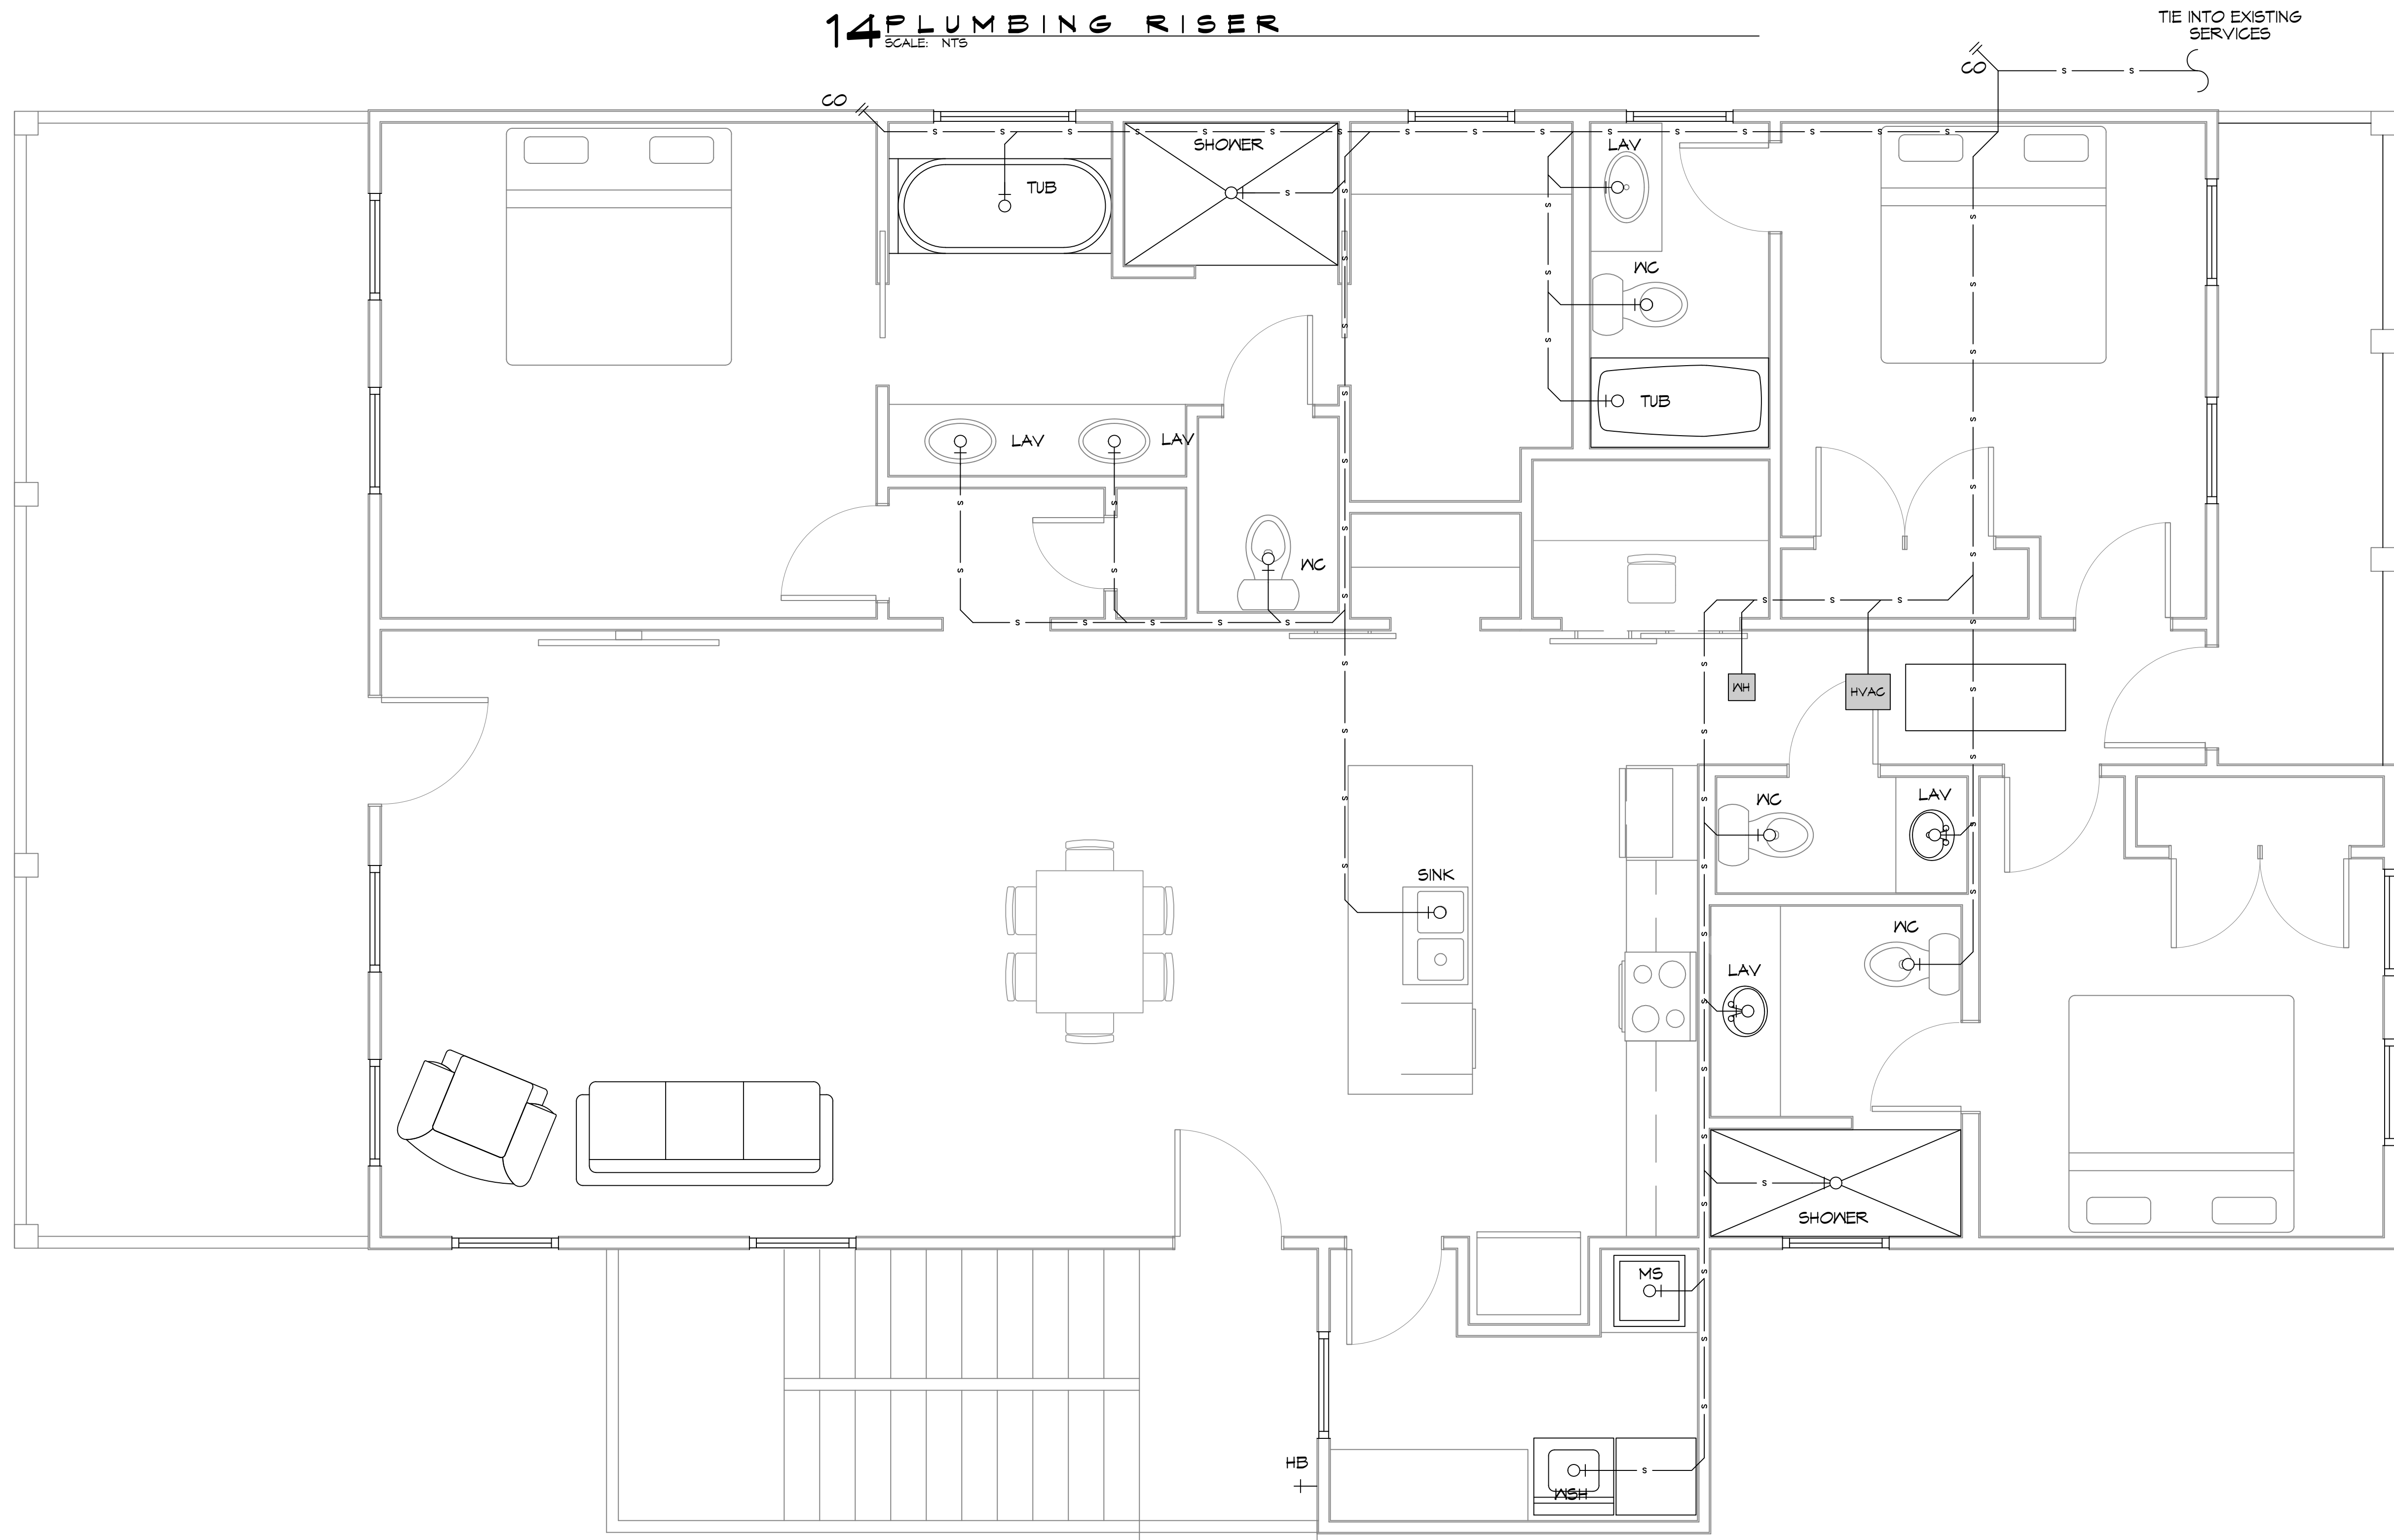 14 PLUMBING RISER
SCALE: NTS
TIE INTO EXISTING
SERVICES
CO
CO
SHOWER
LAV
TUB
WC
TUB
LAV
LAV
WC
WH
HVAC
WC
LAV
SINK
WC
LAV
SHOWER
MS
HB
WSH
S S S S S S S S S S S S S S S S S S